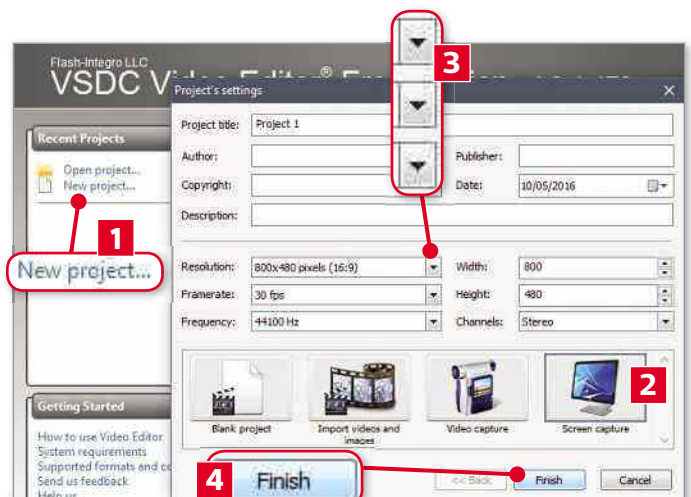 Flash-Integro LLC
VSDC
Project's settings
Project title: Project 1
Author: Publisher:
Copyright: Date: 10/05/2016
Description:
Resolution: 800x480 pixels (16:9) Width: 800
Framerate: 30 fps Height: 480
Frequency: 44100 Hz Channels: Stereo
Blank project
Import videos and images
Video capture
Screen capture
<< Back Finish Cancel
Recent Projects
Open project...
New project...
1
New project...
2
3
4
Finish
Getting Started
How to use Video Editor
System requirements
Supported formats and
Send us feedback